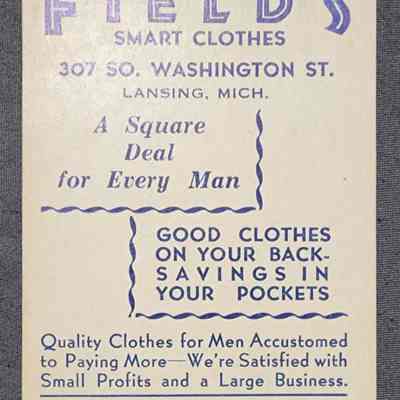 FIELDS
SMART CLOTHES
307 SO. WASHINGTON ST.
LANSING, MICH.
A Square
Deal
for Every Man
GOOD CLOTHES
ON YOUR BACK-
SAVINGS IN
YOUR POCKETS
Quality Clothes for Men Accustomed
to Paying More—We're Satisfied with
Small Profits and a Large Business.